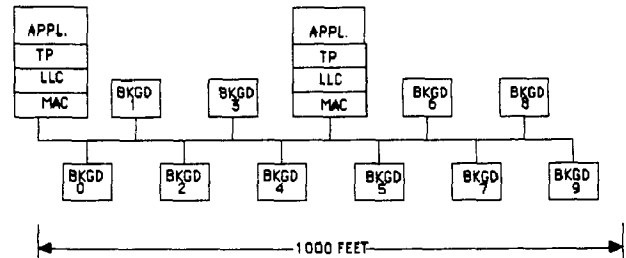 APPL.
TP
LLC
MAC
APPL.
TP
LLC
MAC
BKGD
1
BKGD
3
BKGD
6
BKGD
8
BKGD
0
BKGD
2
BKGD
4
BKGD
5
BKGD
7
BKGD
9
1000 FEET